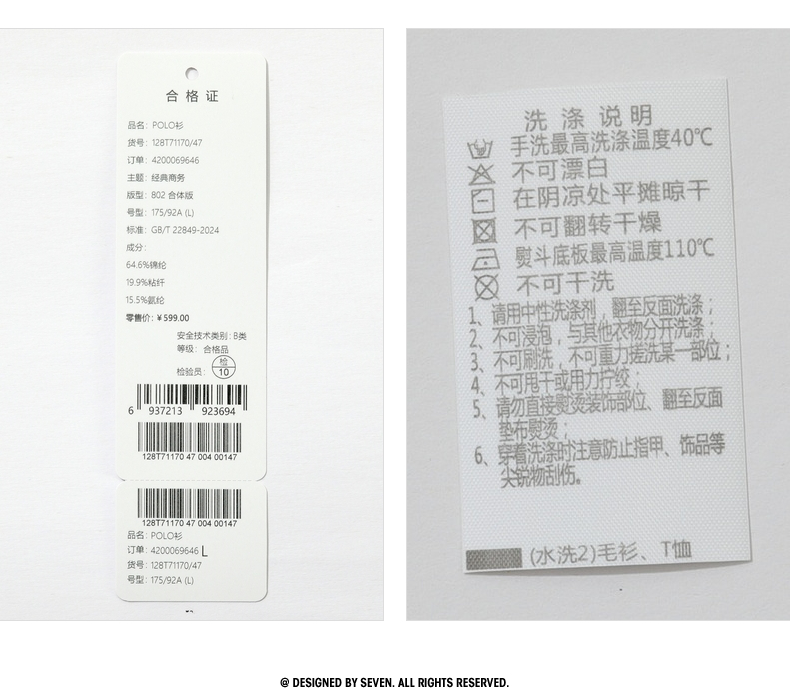 合格证
品名: POLO衫
货号: 128T71170/47
订单: 4200069646
主题: 经典商务
版型: 802 合体版
号型: 175/92A (L)
标准: GB/T 22849-2024
成分:
64.6%锦纶
19.9%粘纤
15.5%氨纶
零售价: ¥599.00
安全技术类别: B类
等级: 合格品
检验员: 检 10
6 937213 923694
128T71170 47 004 00147
128T71170 47 004 00147
品名: POLO衫
订单: 4200069646 L
货号: 128T71170/47
号型: 175/92A (L)
洗涤说明
手洗最高洗涤温度40℃
不可漂白
在阴凉处平摊晾干
不可翻转干燥
熨斗底板最高温度110℃
不可干洗
1、请用中性洗涤剂，翻至反面洗涤；
2、不可浸泡，与其他衣物分开洗涤；
3、不可刷洗，不可重力搓洗某一部位；
4、不可甩干或用力拧绞；
5、请勿直接熨烫装饰部位、翻至反面
垫布熨烫；
6、穿着洗涤时注意防止指甲、饰品等
尖锐物刮伤。
(水洗2)毛衫、T恤
@ DESIGNED BY SEVEN. ALL RIGHTS RESERVED.